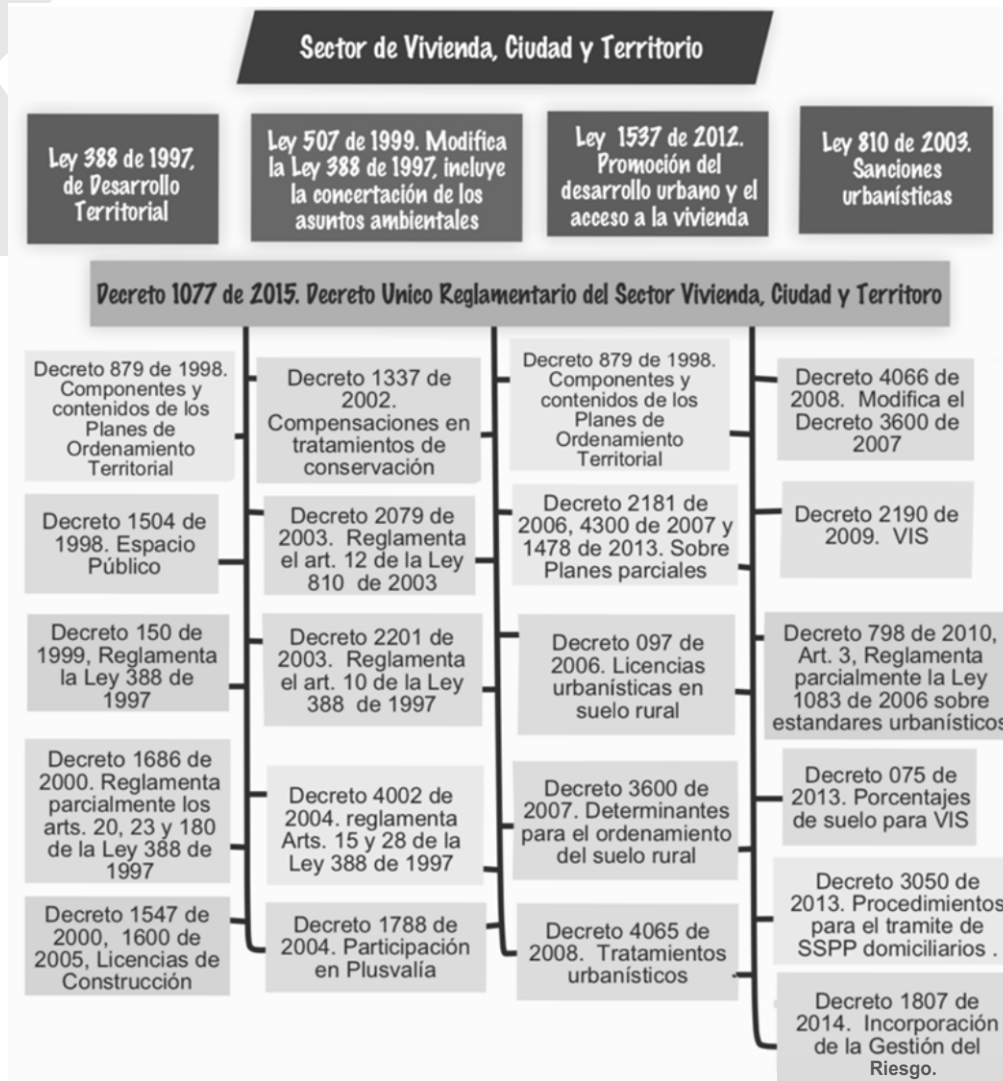 Sector de Vivienda, Ciudad y Territorio
Ley 388 de 1997,
de Desarrollo
Territorial
Ley 507 de 1999. Modifica
la Ley 388 de 1997, incluye
la concertación de los
asuntos ambientales
Ley 1537 de 2012.
Promoción del
desarrollo urbano y el
acceso a la vivienda
Ley 810 de 2003.
Sanciones
urbanísticas
Decreto 1077 de 2015. Decreto Unico Reglamentario del Sector Vivienda, Ciudad y Territoro
Decreto 879 de 1998.
Componentes y
contenidos de los
Planes de
Ordenamiento
Territorial
Decreto 1504 de
1998. Espacio
Público
Decreto 150 de
1999, Reglamenta
la Ley 388 de
1997
Decreto 1686 de
2000. Reglamenta
parcialmente los
arts. 20, 23 y 180
de la Ley 388 de
1997
Decreto 1547 de
2000, 1600 de
2005, Licencias de
Construcción
Decreto 1337 de
2002.
Compensaciones en
tratamientos de
conservación
Decreto 2079 de
2003. Reglamenta
el art. 12 de la Ley
810 de 2003
Decreto 2201 de
2003. Reglamenta
el art. 10 de la Ley
388 de 1997
Decreto 4002 de
2004. reglamenta
Arts. 15 y 28 de la
Ley 388 de 1997
Decreto 1788 de
2004. Participación
en Plusvalía
Decreto 879 de 1998.
Componentes y
contenidos de los
Planes de
Ordenamiento
Territorial
Decreto 2181 de
2006, 4300 de 2007 y
1478 de 2013. Sobre
Planes parciales
Decreto 097 de
2006. Licencias
urbanísticas en
suelo rural
Decreto 3600 de
2007. Determinantes
para el ordenamiento
del suelo rural
Decreto 4065 de
2008. Tratamientos
urbanísticos
Decreto 4066 de
2008. Modifica el
Decreto 3600 de
2007
Decreto 2190 de
2009. VIS
Decreto 798 de 2010,
Art. 3, Reglamenta
parcialmente la Ley
1083 de 2006 sobre
estandares urbanísticos
Decreto 075 de
2013. Porcentajes
de suelo para VIS
Decreto 3050 de
2013. Procedimientos
para el tramite de
SSPP domiciliarios .
Decreto 1807 de
2014. Incorporación
de la Gestión del
Riesgo.